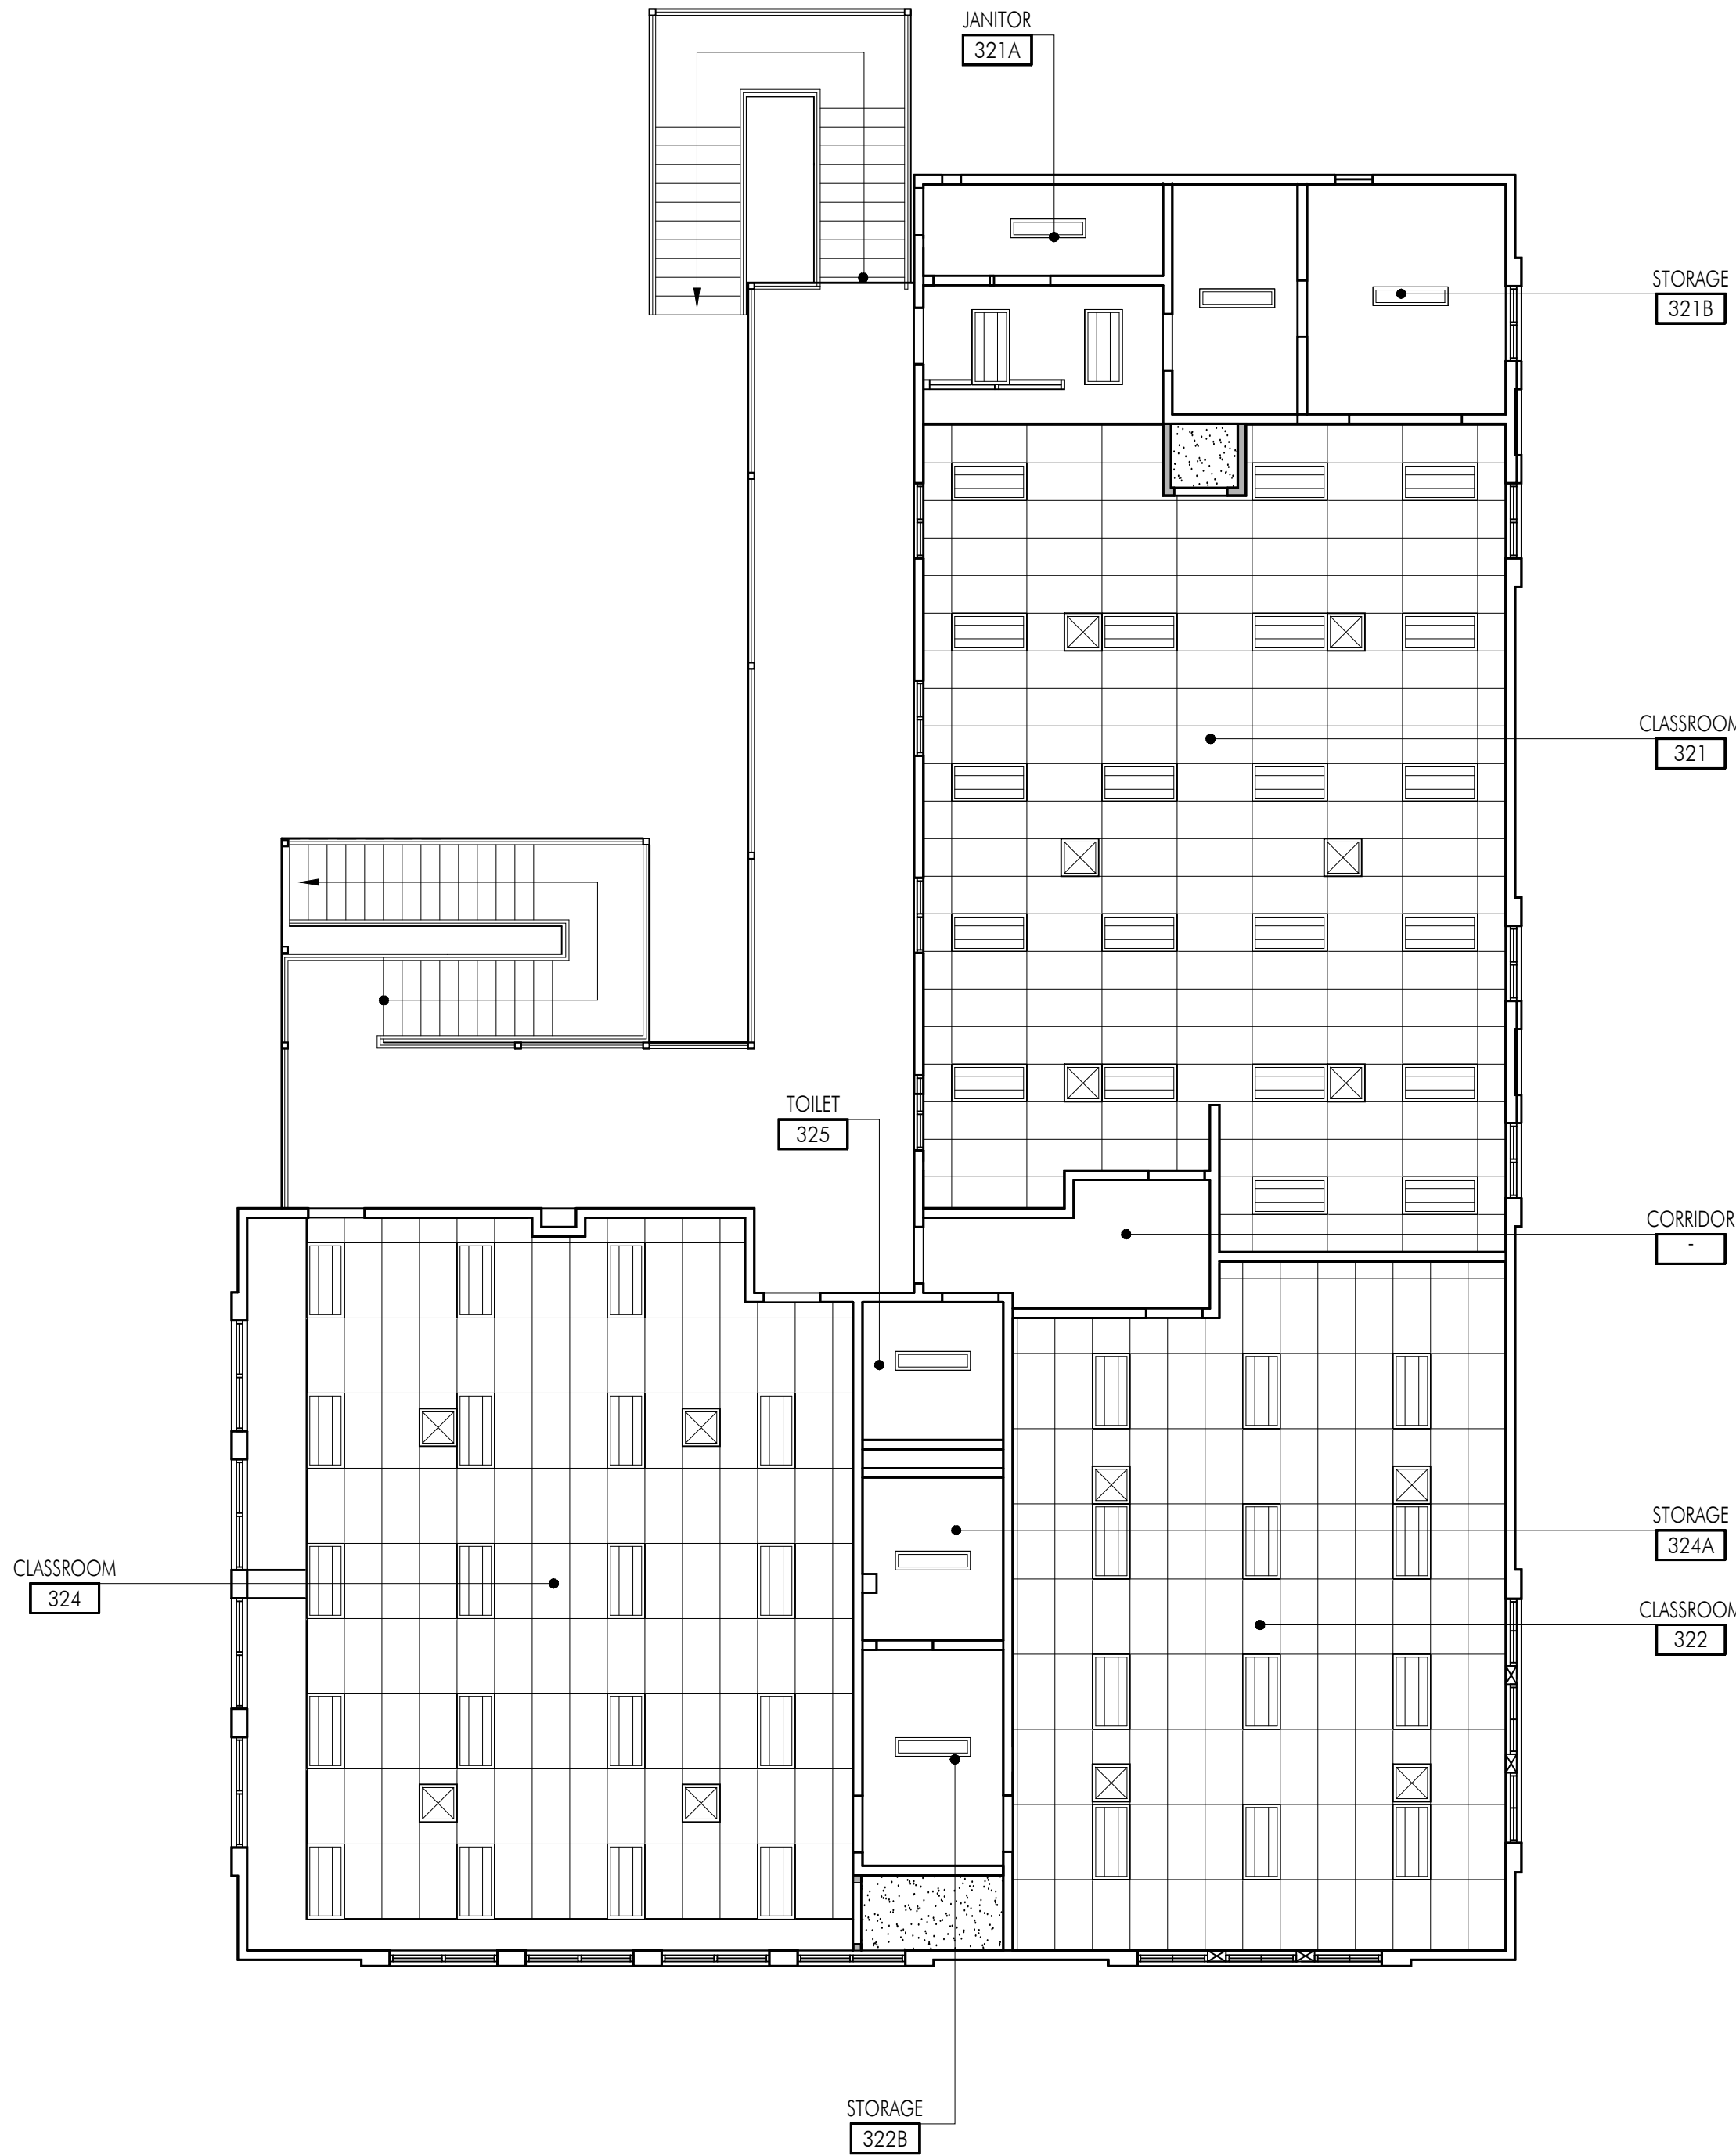 JANITOR
321A
STORAGE
321B
CLASSROOM
321
TOILET
325
CORRIDOR
-
STORAGE
324A
CLASSROOM
324
CLASSROOM
322
STORAGE
322B